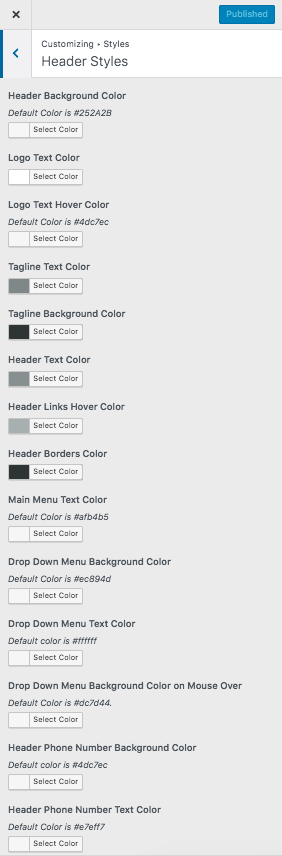 Published
Customizing • Styles
Header Styles
Header Background Color
Default Color is #252A2B
Select Color
Logo Text Color
Select Color
Logo Text Hover Color
Default Color is #4dc7ec
Select Color
Tagline Text Color
Select Color
Tagline Background Color
Select Color
Header Text Color
Select Color
Header Links Hover Color
Select Color
Header Borders Color
Select Color
Main Menu Text Color
Default Color is #afb4b5
Select Color
Drop Down Menu Background Color
Default Color is #ec894d
Select Color
Drop Down Menu Text Color
Default color is #ffffff
Select Color
Drop Down Menu Background Color on Mouse Over
Default Color is #dc7d44.
Select Color
Header Phone Number Background Color
Default color is #4dc7ec
Select Color
Header Phone Number Text Color
Default Color is #e7eff7
Select Color